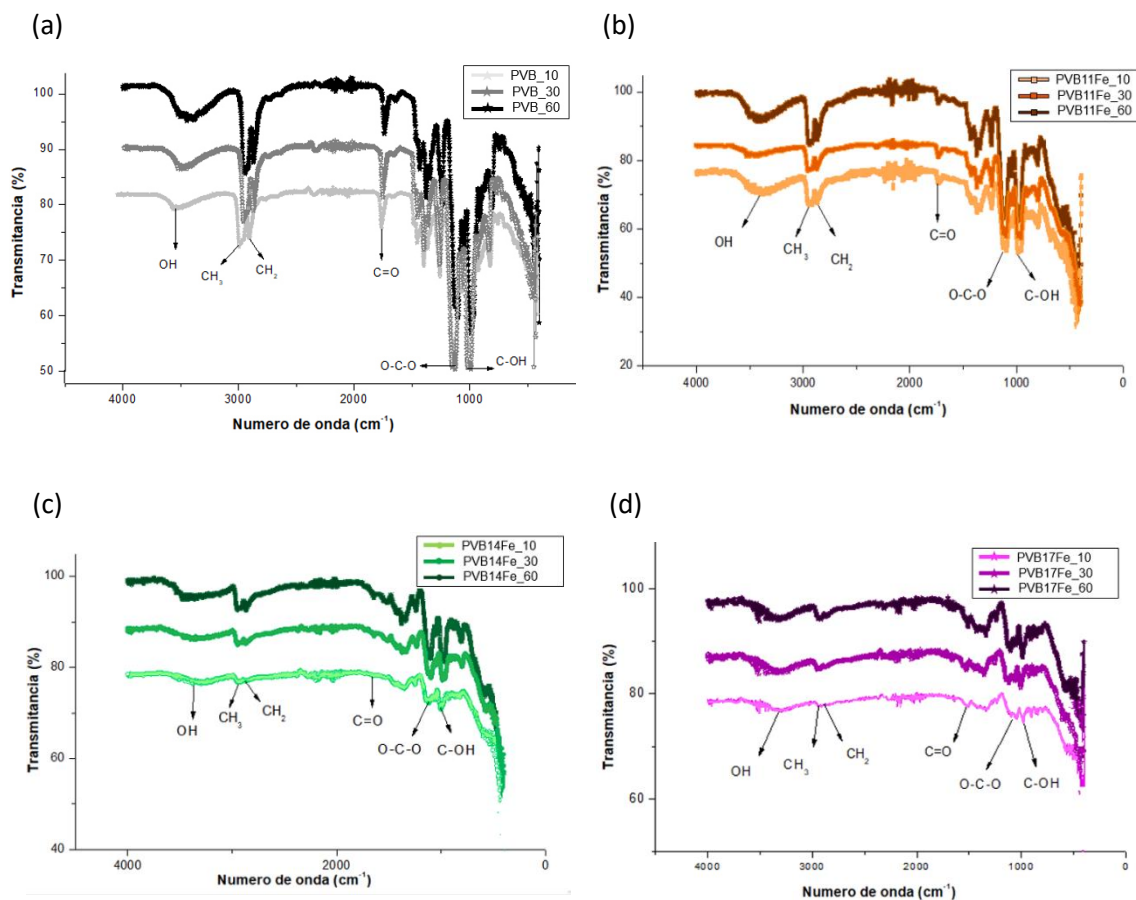 (a)
PVB_10
PVB_30
PVB_60
100
90
80
70
60
50
4000
3000
2000
1000
Transmitancia (%)
Numero de onda (cm-1)
OH
CH3
CH2
C=O
O-C-O
C-OH
(b)
PVB11Fe_10
PVB11Fe_30
PVB11Fe_60
100
80
60
40
20
4000
3000
2000
1000
0
Transmitancia (%)
Numero de onda (cm-1)
OH
CH3
CH2
C=O
O-C-O
C-OH
(c)
PVB14Fe_10
PVB14Fe_30
PVB14Fe_60
100
80
60
40
4000
2000
0
Transmitancia (%)
Numero de onda (cm-1)
OH
CH3
CH2
C=O
O-C-O
C-OH
(d)
PVB17Fe_10
PVB17Fe_30
PVB17Fe_60
100
80
60
4000
3000
2000
1000
0
Transmitancia (%)
Numero de onda (cm-1)
OH
CH3
CH2
C=O
O-C-O
C-OH